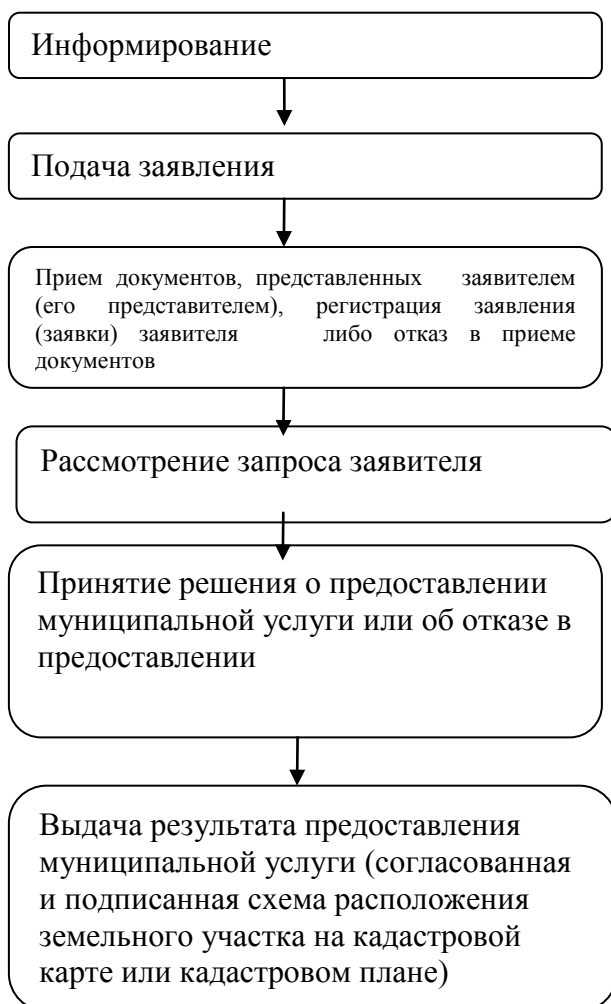 Информирование
Подача заявления
Прием документов, представленных заявителем
(его представителем), регистрация заявления
(заявки) заявителя либо отказ в приеме
документов
Рассмотрение запроса заявителя
Принятие решения о предоставлении
муниципальной услуги или об отказе в
предоставлении
Выдача результата предоставления
муниципальной услуги (согласованная
и подписанная схема расположения
земельного участка на кадастровой
карте или кадастровом плане)